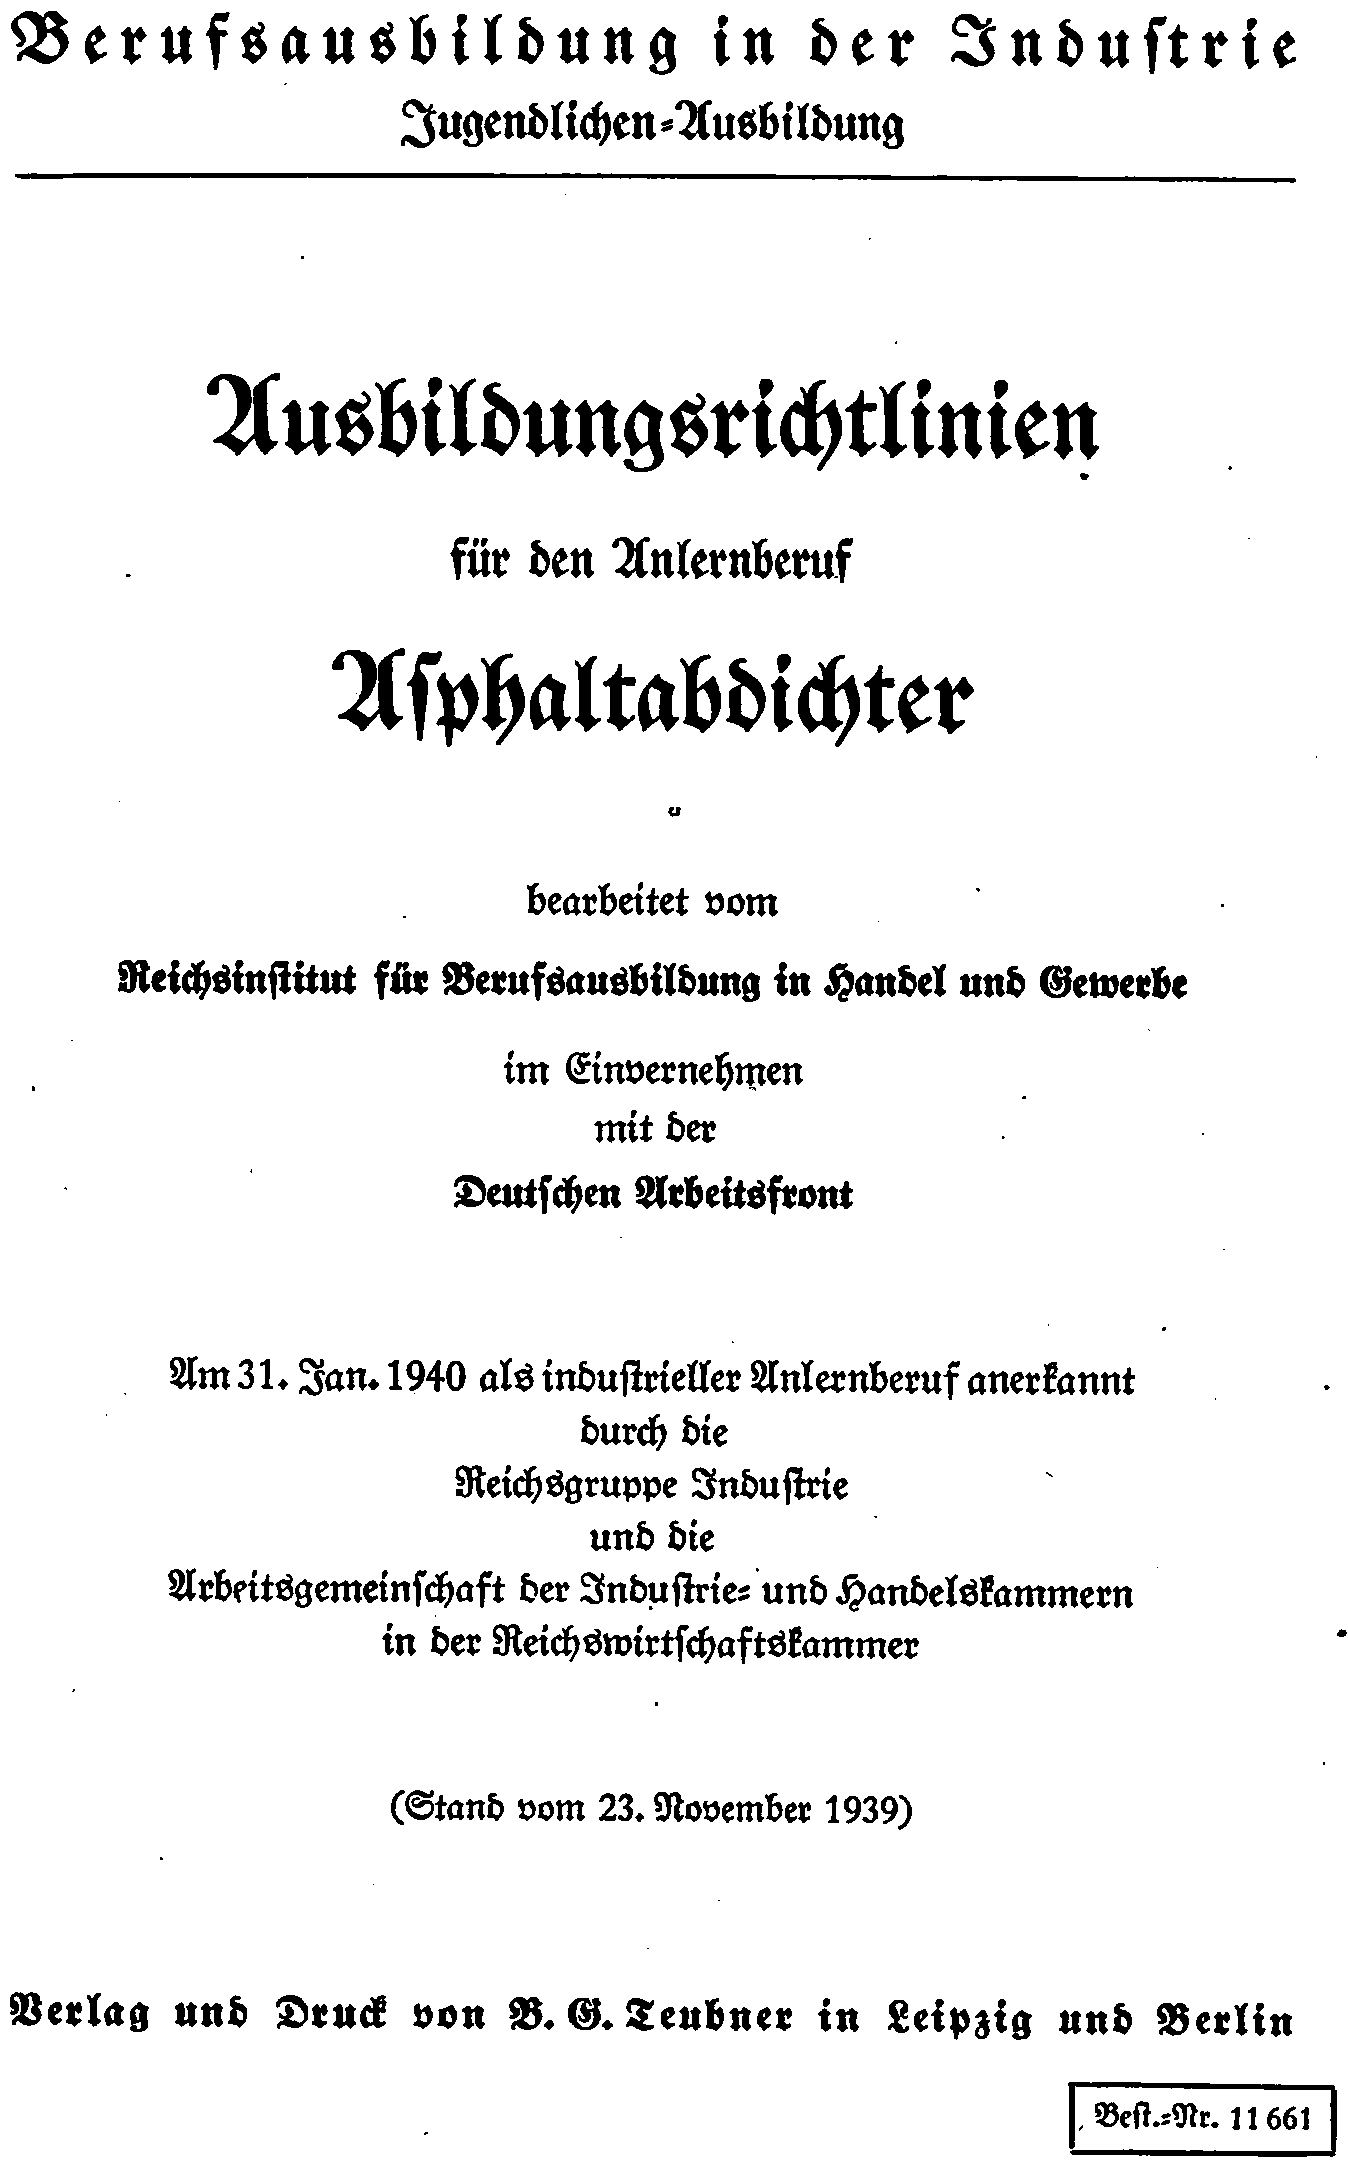 Berufsausbildung in der Industrie
Jugendlichen-Ausbildung
Ausbildungsrichtlinien
für den Anlernberuf
Asphaltabdichter
bearbeitet vom
Reichsinstitut für Berufsausbildung in Handel und Gewerbe
im Einvernehmen
mit der
Deutschen Arbeitsfront
Am 31. Jan. 1940 als industrieller Anlernberuf anerkannt
durch die
Reichsgruppe Industrie
und die
Arbeitsgemeinschaft der Industrie- und Handelskammern
in der Reichswirtschaftskammer
(Stand vom 23. November 1939)
Verlag und Druck von B. G. Teubner in Leipzig und Berlin
Best.-Nr. 11 661